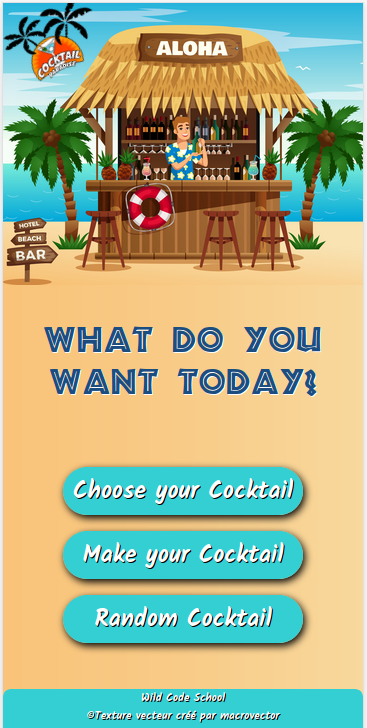 COCKTAIL
ALOHA
HOTEL
BEACH
BAR
WHAT DO YOU
WANT TODAY?
Choose your Cocktail
Make your Cocktail
Random Cocktail
Wild Code School
©Texture vecteur créé par macrovector